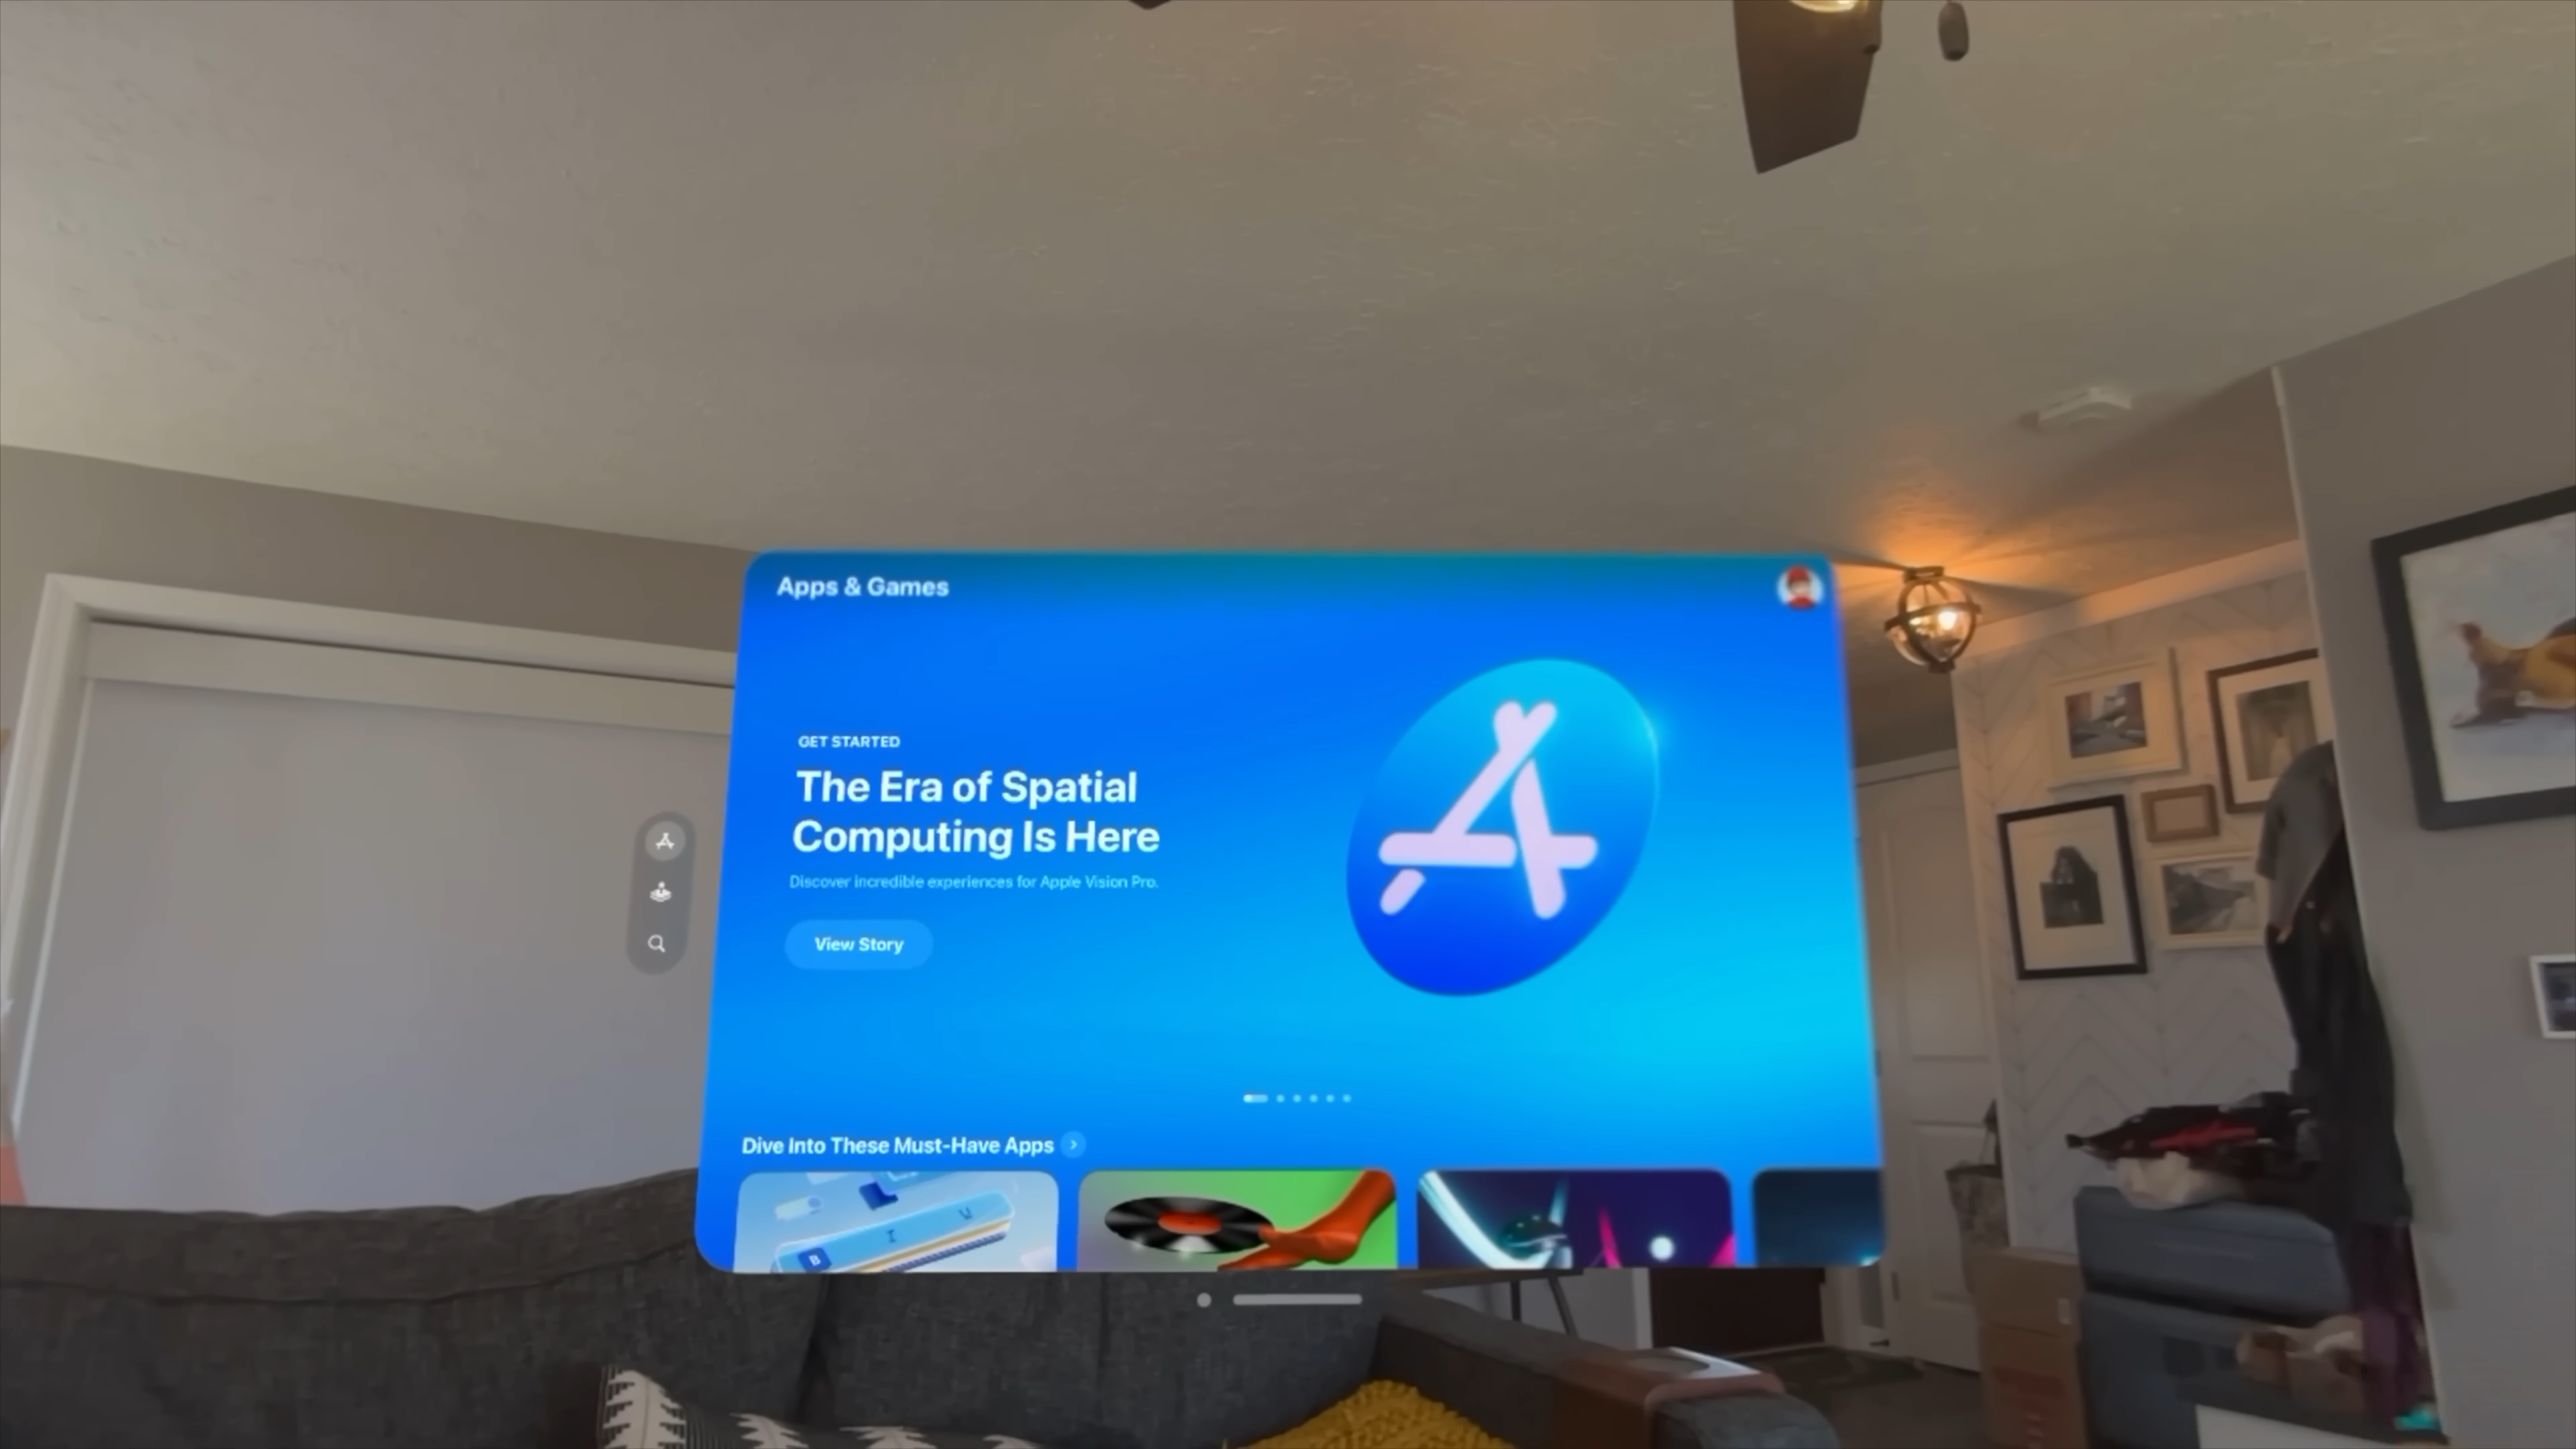 Apps & Games
GET STARTED
The Era of Spatial
Computing Is Here
Discover incredible experiences for Apple Vision Pro.
View Story
Dive Into These Must-Have Apps
B I U